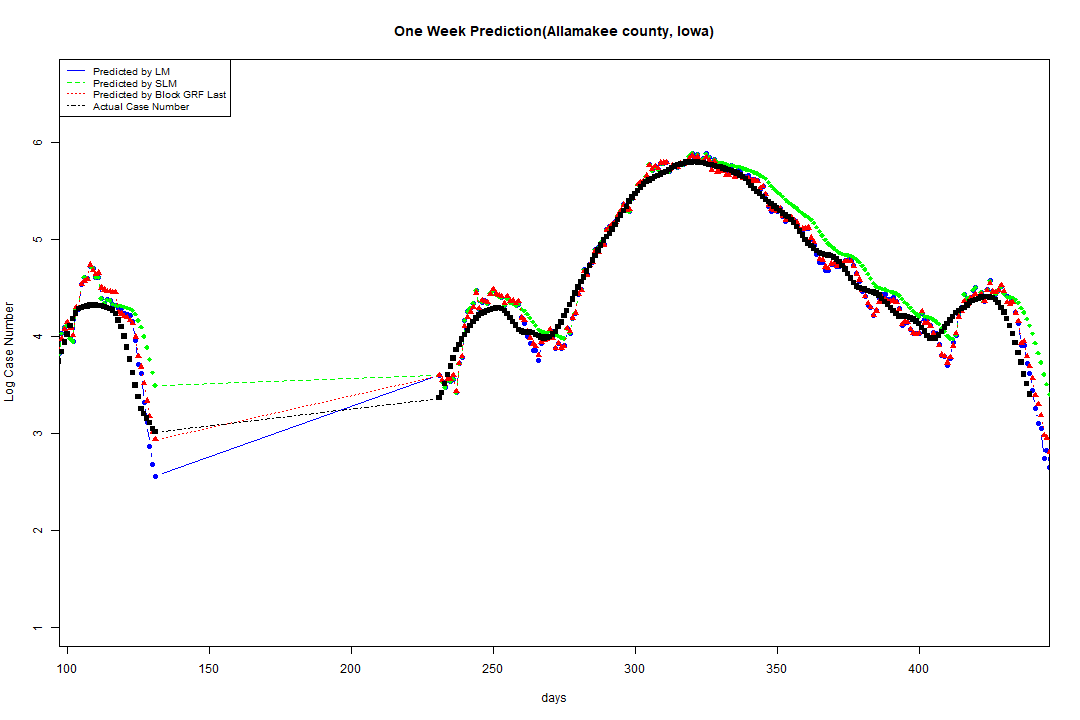 One Week Prediction(Allamakee county, Iowa)
Predicted by LM
Predicted by SLM
Predicted by Block GRF Last
Actual Case Number
Log Case Number
6
5
4
3
2
1
100 150 200 250 300 350 400
days